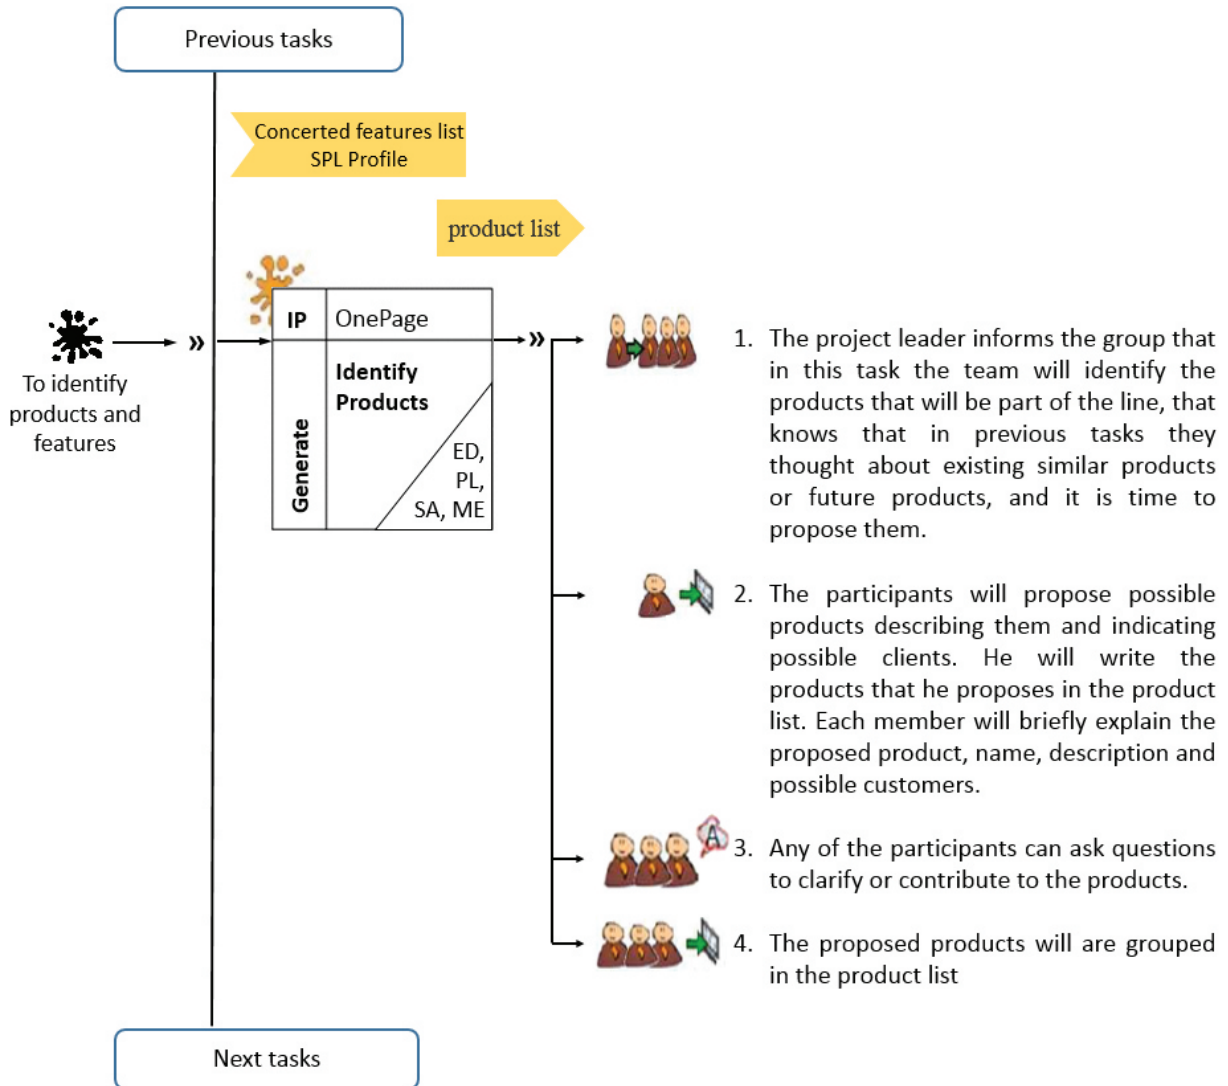 Previous tasks
Concerted features list
SPL Profile
product list
»
To identify
products and
features
IP
OnePage
Generate
Identify
Products
ED,
PL,
SA, ME
»
1. The project leader informs the group that
in this task the team will identify the
products that will be part of the line, that
knows that in previous tasks they
thought about existing similar products
or future products, and it is time to
propose them.
2. The participants will propose possible
products describing them and indicating
possible clients. He will write the
products that he proposes in the product
list. Each member will briefly explain the
proposed product, name, description and
possible customers.
A
3. Any of the participants can ask questions
to clarify or contribute to the products.
4. The proposed products will are grouped
in the product list
Next tasks